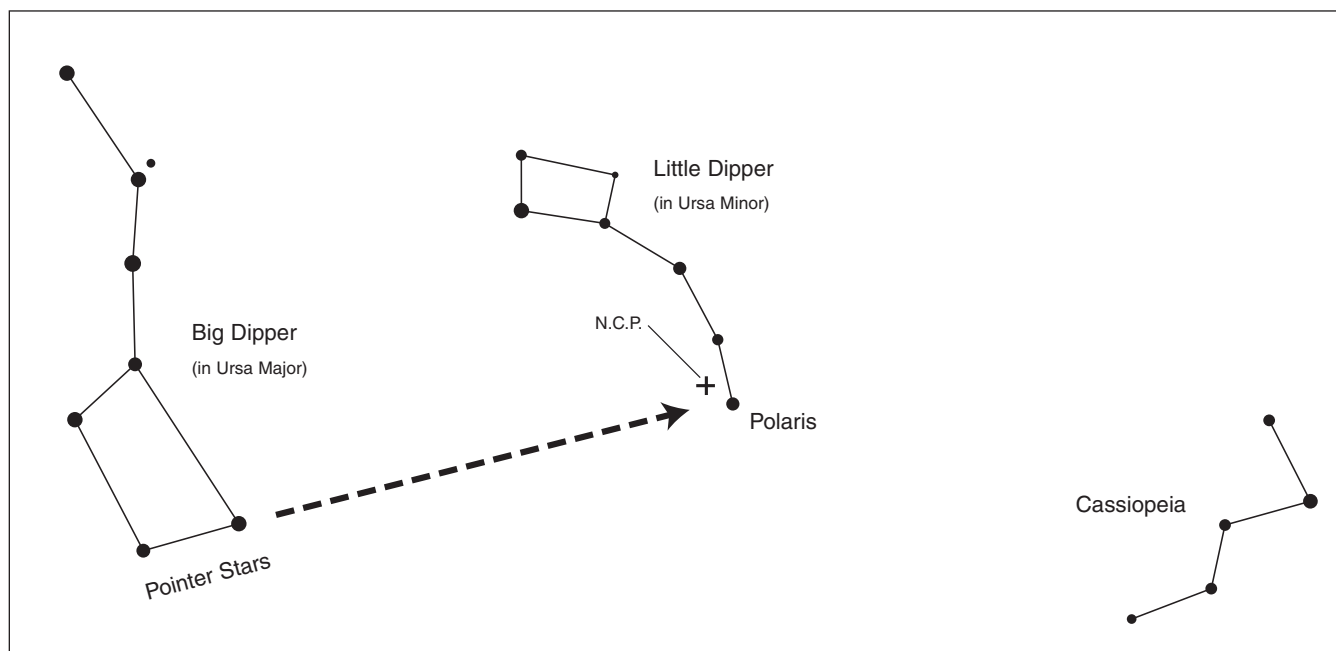 Little Dipper
(in Ursa Minor)
N.C.P.
Big Dipper
(in Ursa Major)
Polaris
Cassiopeia
Pointer Stars